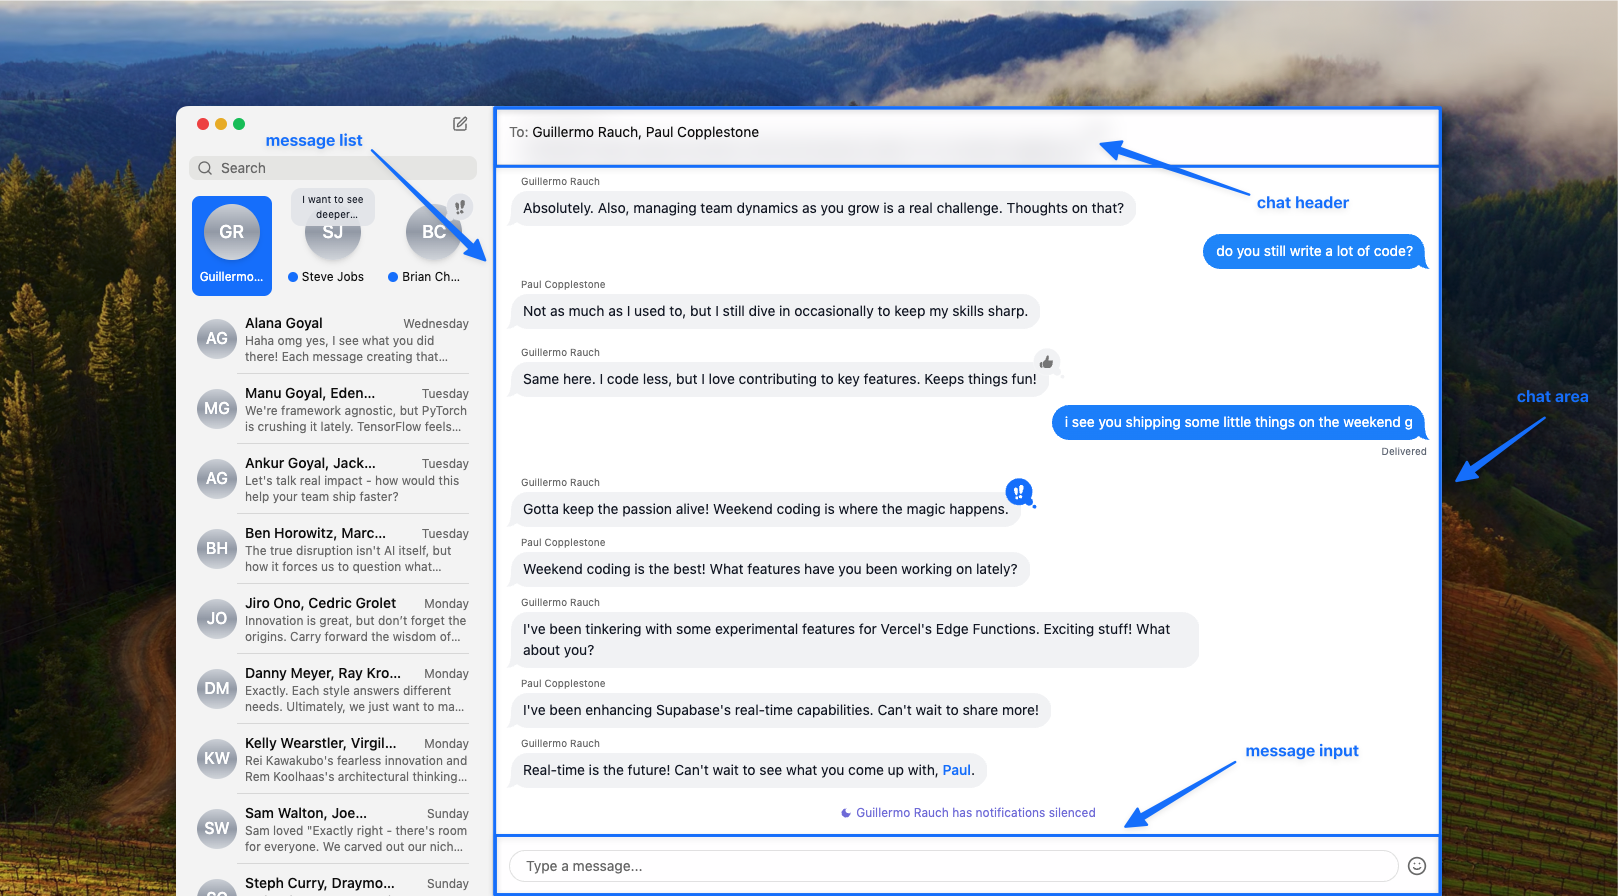 message list
Search
I want to see
deeper...
GR
SJ
BC
Guillermo...
Steve Jobs
Brian Ch...
AG
Alana Goyal
Wednesday
Haha omg yes, I see what you did
there! Each message creating that...
MG
Manu Goyal, Eden...
Tuesday
We're framework agnostic, but PyTorch
is crushing it lately. TensorFlow feels...
AG
Ankur Goyal, Jack...
Tuesday
Let's talk real impact - how would this
help your team ship faster?
BH
Ben Horowitz, Marc...
Tuesday
The true disruption isn't AI itself, but
how it forces us to question what...
JO
Jiro Ono, Cedric Grolet
Monday
Innovation is great, but don't forget the
origins. Carry forward the wisdom of...
DM
Danny Meyer, Ray Kro...
Monday
Exactly. Each style answers different
needs. Ultimately, we just want to ma...
KW
Kelly Wearstler, Virgil...
Monday
Rei Kawakubo's fearless innovation and
Rem Koolhaas's architectural thinking...
SW
Sam Walton, Joe...
Sunday
Sam loved "Exactly right - there's room
for everyone. We carved out our nich...
Steph Curry, Draymo...
Sunday
To: Guillermo Rauch, Paul Copplestone
chat header
Guillermo Rauch
Absolutely. Also, managing team dynamics as you grow is a real challenge. Thoughts on that?
do you still write a lot of code?
Paul Copplestone
Not as much as I used to, but I still dive in occasionally to keep my skills sharp.
Guillermo Rauch
Same here. I code less, but I love contributing to key features. Keeps things fun!
chat area
i see you shipping some little things on the weekend g
Delivered
Guillermo Rauch
Gotta keep the passion alive! Weekend coding is where the magic happens.
Paul Copplestone
Weekend coding is the best! What features have you been working on lately?
Guillermo Rauch
I've been tinkering with some experimental features for Vercel's Edge Functions. Exciting stuff! What
about you?
Paul Copplestone
I've been enhancing Supabase's real-time capabilities. Can't wait to share more!
Guillermo Rauch
Real-time is the future! Can't wait to see what you come up with, Paul.
message input
Guillermo Rauch has notifications silenced
Type a message...